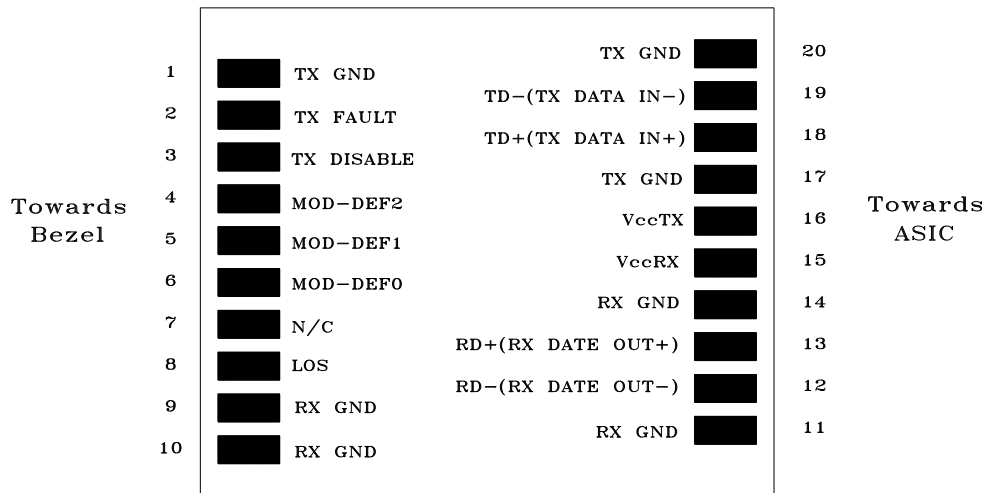 Towards
Bezel
1 TX GND
2 TX FAULT
3 TX DISABLE
4 MOD-DEF2
5 MOD-DEF1
6 MOD-DEF0
7 N/C
8 LOS
9 RX GND
10 RX GND
TX GND 20
TD-(TX DATA IN-) 19
TD+(TX DATA IN+) 18
TX GND 17
VccTX 16
VccRX 15
RX GND 14
RD+(RX DATE OUT+) 13
RD-(RX DATE OUT-) 12
RX GND 11
Towards
ASIC